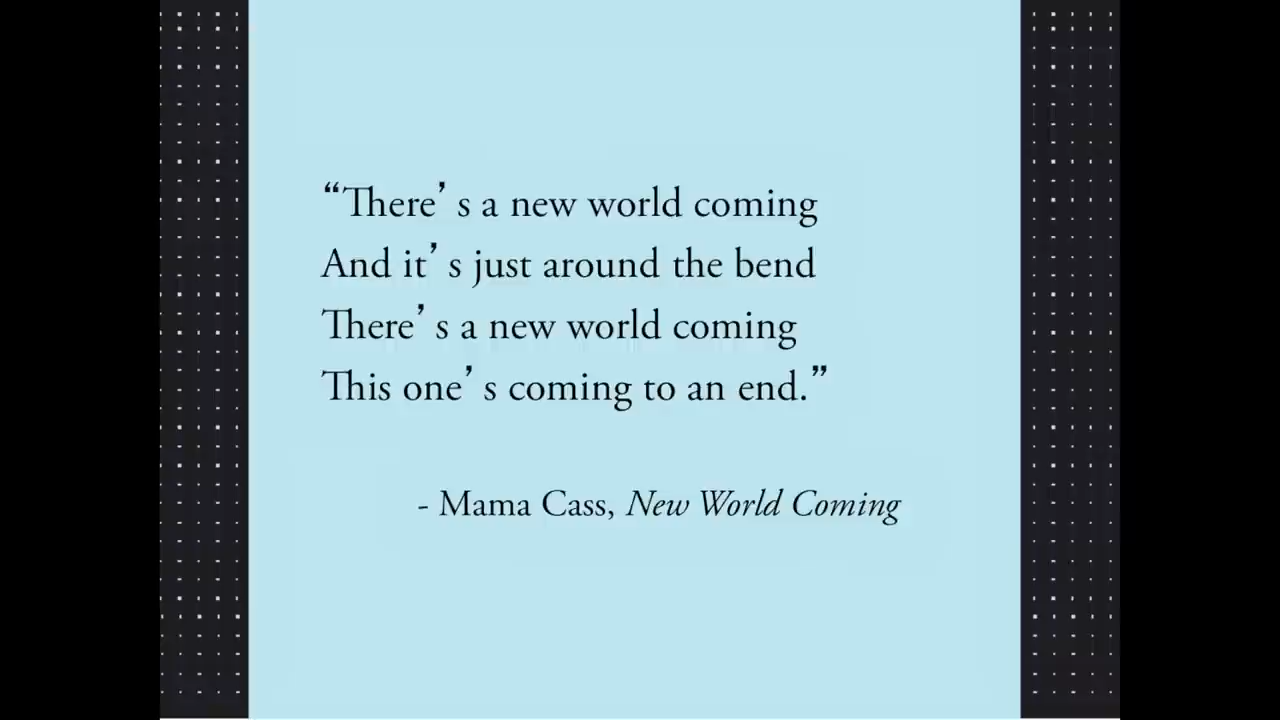 “There’s a new world coming
And it’s just around the bend
There’s a new world coming
This one’s coming to an end.”
- Mama Cass, New World Coming